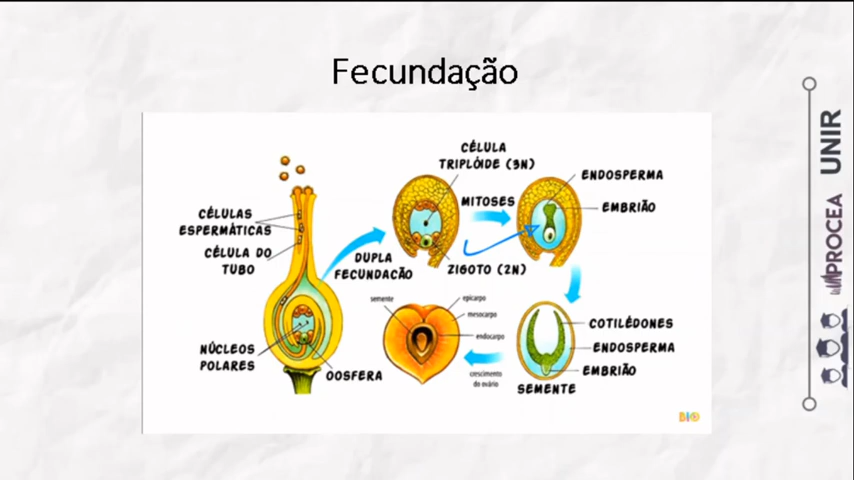 Fecundação
CÉLULA
TRIPLÓIDE (3N)
CÉLULAS
ESPERMÁTICAS
CÉLULA DO
TUBO
DUPLA
FECUNDAÇÃO
MITOSES
ENDOSPERMA
EMBRIÃO
ZIGOTO (2N)
NÚCLEOS
POLARES
OOSFERA
semente
epicarpo
mesocarpo
endocarpo
crescimento
do ovário
COTILÉDONES
ENDOSPERMA
EMBRIÃO
SEMENTE
BIO
UNIR
PROCEA